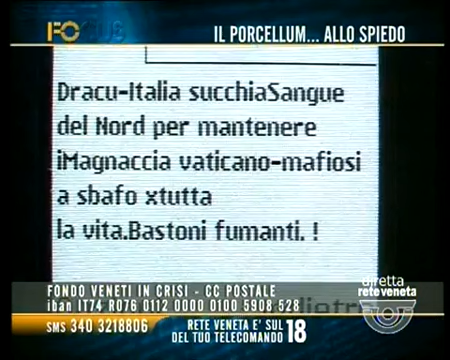 FOCUS
IL PORCELLUM... ALLO SPIEDO
Dracu-Italia succhiaSangue
del Nord per mantenere
iMagnaccia vaticano-mafiosi
a sbafo xtutta
la vita.Bastoni fumanti. !
FONDO VENETI IN CRISI - CC POSTALE
iban IT74 R076 0112 0000 0100 5908 528
diretta
reteveneta
SMS 340 3218806
RETE VENETA E' SUL
DEL TUO TELECOMANDO 18